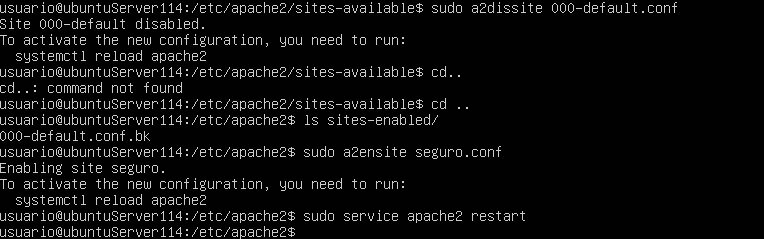 usuario@ubuntuServer114:/etc/apache2/sites-available$ sudo a2dissite 000-default.conf
Site 000-default disabled.
To activate the new configuration, you need to run:
  systemctl reload apache2
usuario@ubuntuServer114:/etc/apache2/sites-available$ cd..
cd..: command not found
usuario@ubuntuServer114:/etc/apache2/sites-available$ cd ..
usuario@ubuntuServer114:/etc/apache2$ ls sites-enabled/
000-default.conf.bk
usuario@ubuntuServer114:/etc/apache2$ sudo a2ensite seguro.conf
Enabling site seguro.
To activate the new configuration, you need to run:
  systemctl reload apache2
usuario@ubuntuServer114:/etc/apache2$ sudo service apache2 restart
usuario@ubuntuServer114:/etc/apache2$